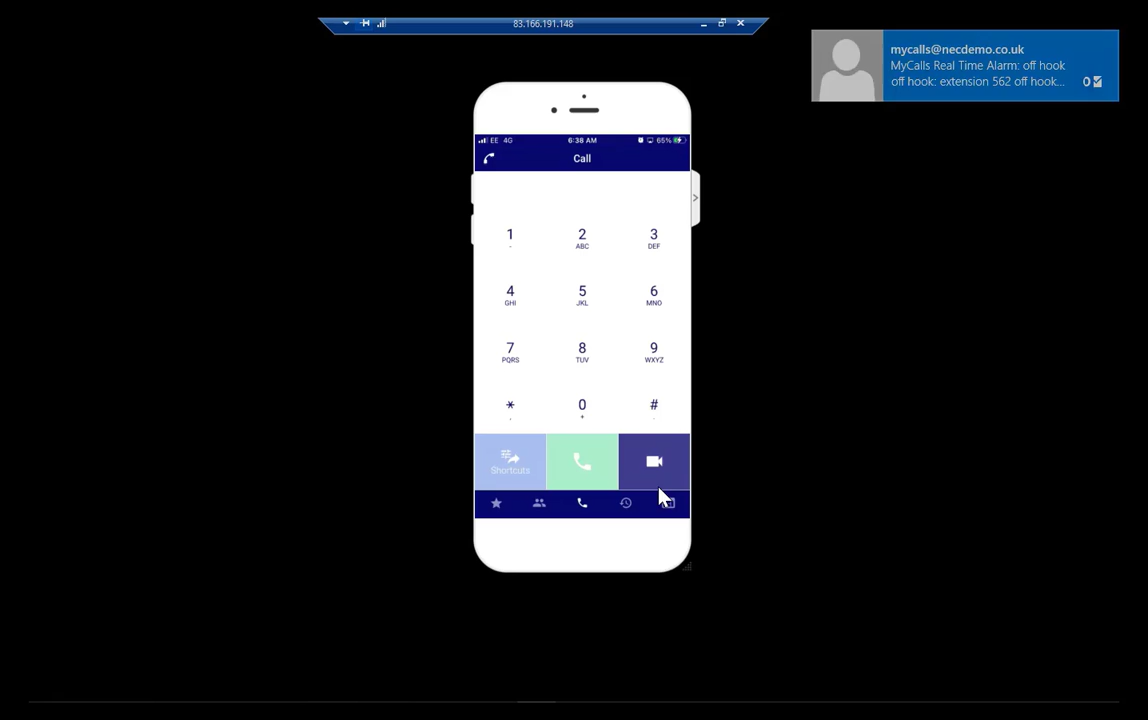 83.166.191.148
mycalls@necdemo.co.uk
MyCalls Real Time Alarm: off hook
off hook: extension 562 off hook...
0
EE 4G
6:38 AM
65%
Call
1
2
3
ABC
DEF
4
5
6
GHI
JKL
MNO
7
8
9
PQRS
TUV
WXYZ
*
0
#
+
Shortcuts